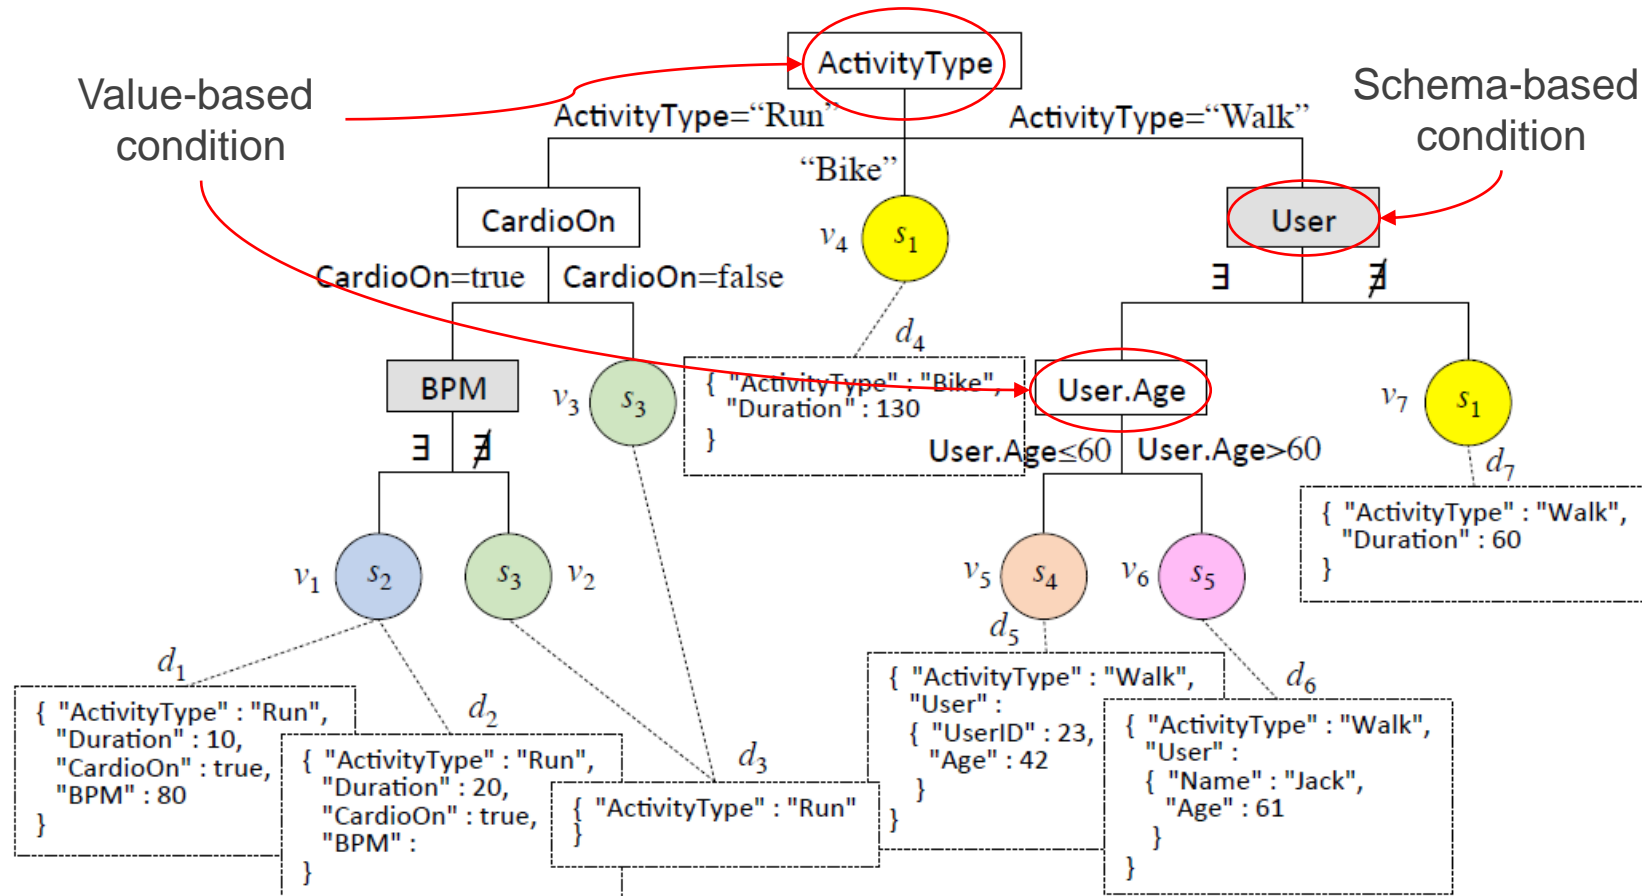 ActivityType
Value-based
condition
Schema-based
condition
ActivityType=“Run”
ActivityType=“Walk”
“Bike”
CardioOn
v4
s1
User
CardioOn=true
CardioOn=false
∃
∄
d4
BPM
v3
s3
{ "ActivityType" : "Bike",
"Duration" : 130
}
User.Age
v7
s1
∃
∄
User.Age≤60
User.Age>60
d7
{ "ActivityType" : "Walk",
"Duration" : 60
}
v1
s2
s3
v2
v5
s4
v6
s5
d1
{ "ActivityType" : "Run",
"Duration" : 10,
"CardioOn" : true,
"BPM" : 80
}
d2
{ "ActivityType" : "Run",
"Duration" : 20,
"CardioOn" : true,
"BPM" :
}
d3
{ "ActivityType" : "Run"
}
d5
{ "ActivityType" : "Walk",
"User" :
{ "UserID" : 23,
"Age" : 42
}
}
d6
{ "ActivityType" : "Walk",
"User" :
{ "Name" : "Jack",
"Age" : 61
}
}